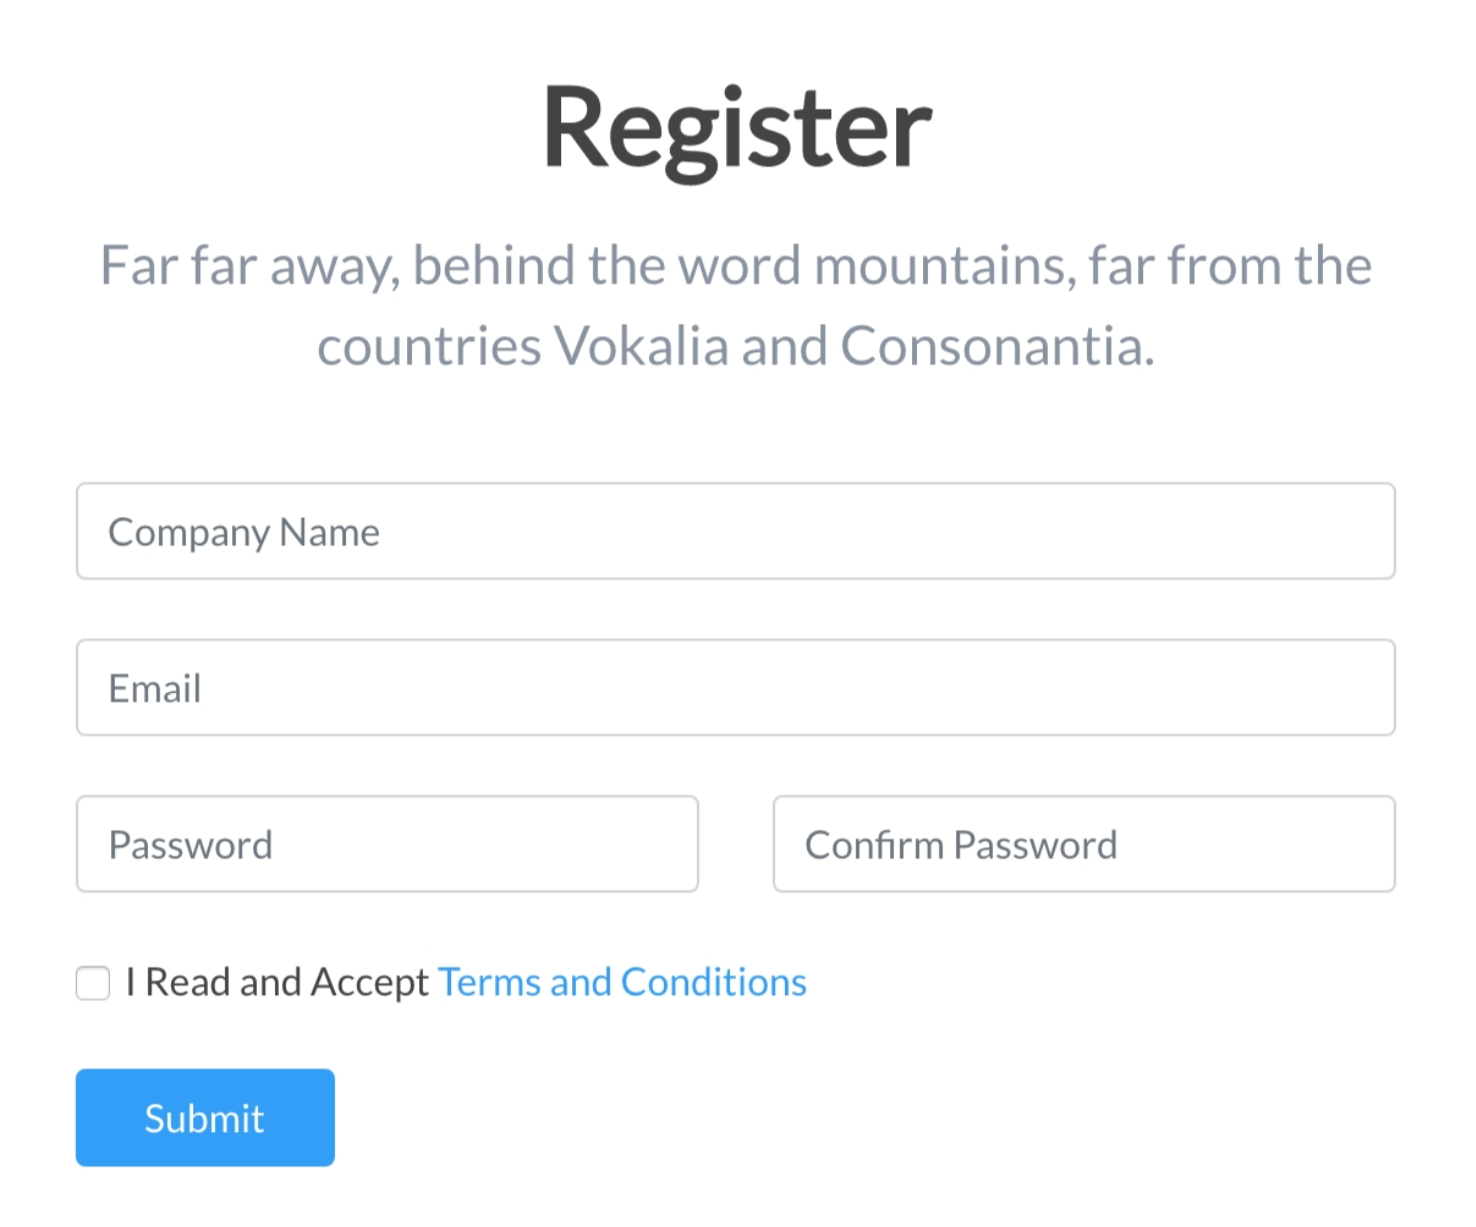 Register
Far far away, behind the word mountains, far from the
countries Vokalia and Consonantia.
Company Name
Email
Password
Confirm Password
I Read and Accept Terms and Conditions
Submit